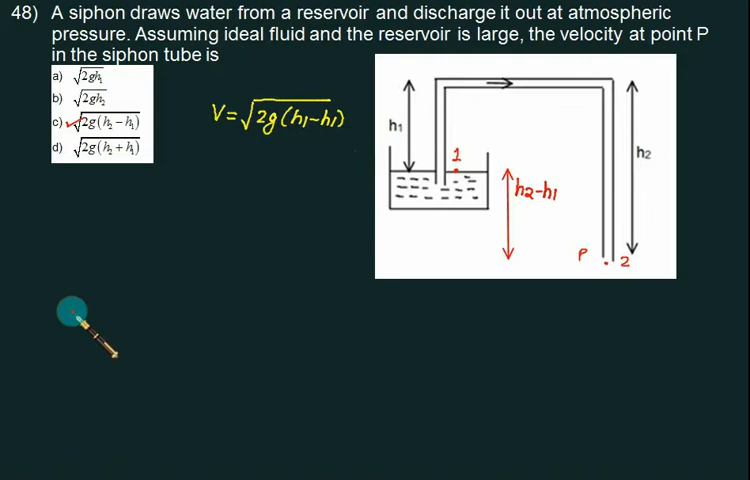 48) A siphon draws water from a reservoir and discharge it out at atmospheric
pressure. Assuming ideal fluid and the reservoir is large, the velocity at point P
in the siphon tube is
a) √2gh₁
b) √2gh₂
c) √2g(h₂−h₁)
d) √2g(h₂+h₁)
V=√2g(h1-h1)
h1
1
h2-h1
h2
P
2